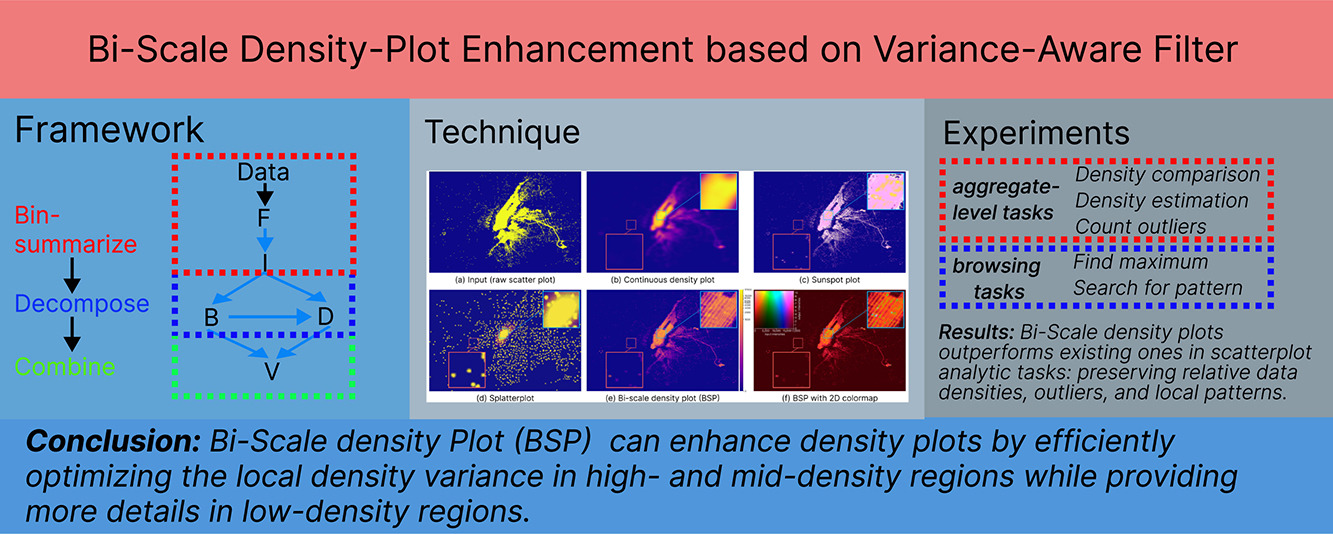 Bi-Scale Density-Plot Enhancement based on Variance-Aware Filter
Framework
Bin-
summarize
Decompose
Combine
Data
F
I
B
D
V
Technique
(a) Input (raw scatter plot)
(b) Continuous density plot
(c) Sunspot plot
(d) Splatterplot
(e) Bi-scale density plot (BSP)
(f) BSP with 2D colormap
Experiments
aggregate-
level tasks
Density comparison
Density estimation
Count outliers
browsing
tasks
Find maximum
Search for pattern
Results: Bi-Scale density plots
outperforms existing ones in scatterplot
analytic tasks: preserving relative data
densities, outliers, and local patterns.
Conclusion: Bi-Scale density Plot (BSP) can enhance density plots by efficiently
optimizing the local density variance in high- and mid-density regions while providing
more details in low-density regions.